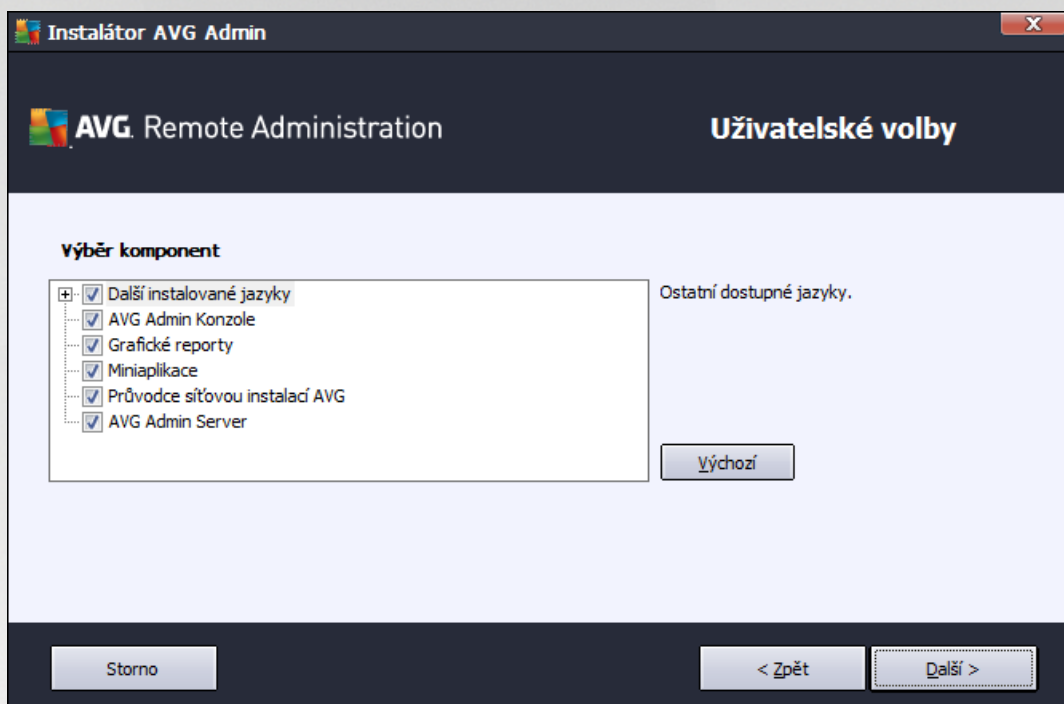 Instalátor AVG Admin
AVG. Remote Administration
Uživatelské volby
Výběr komponent
Další instalované jazyky
AVG Admin Konzole
Grafické reporty
Miniaplikace
Průvodce síťovou instalací AVG
AVG Admin Server
Ostatní dostupné jazyky.
Výchozí
Storno
< Zpět
Další >